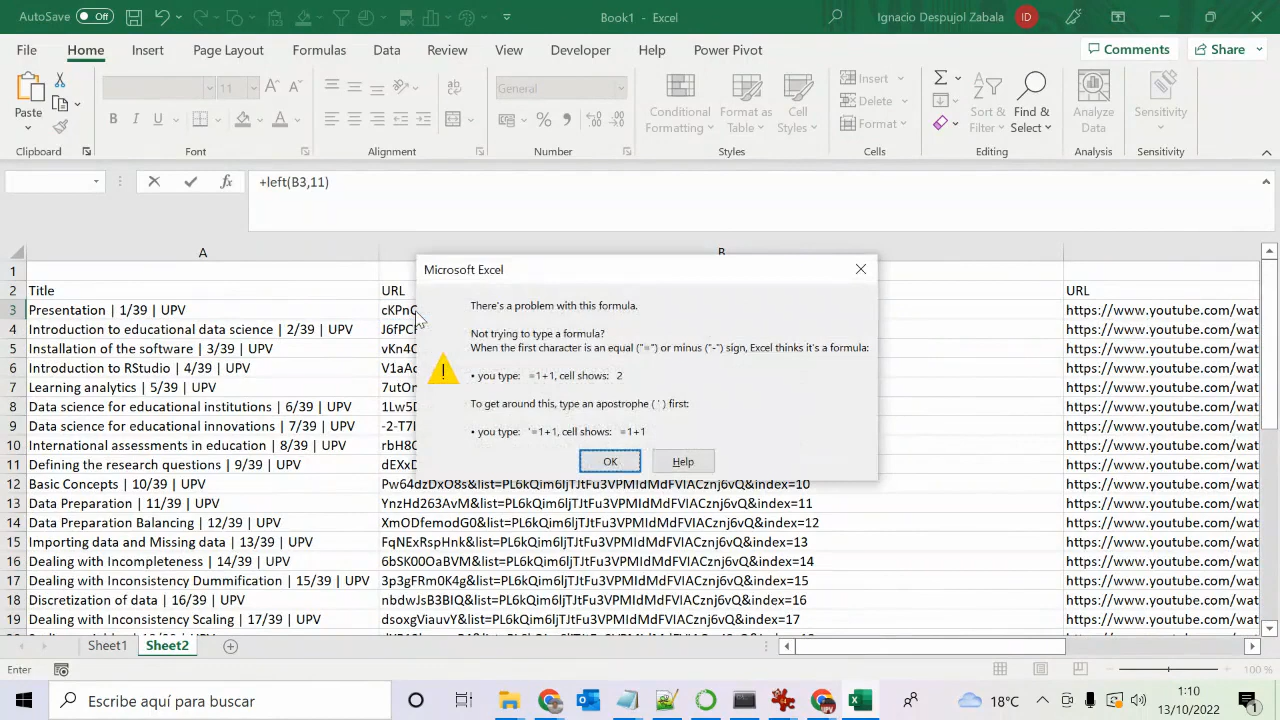 AutoSave Off
Book1 - Excel
Ignacio Despujol Zabala ID
File Home Insert Page Layout Formulas Data Review View Developer Help Power Pivot
Comments Share
Paste
11
General
Conditional Formatting
Format as Table
Cell Styles
Insert
Delete
Format
Sort & Filter
Find & Select
Analyze Data
Sensitivity
Clipboard Font Alignment Number Styles Cells Editing Analysis Sensitivity
+left(B3,11)
A B
1
2 Title URL URL
3 Presentation | 1/39 | UPV https://www.youtube.com/wat
4 Introduction to educational data science | 2/39 | UPV https://www.youtube.com/wat
5 Installation of the software | 3/39 | UPV https://www.youtube.com/wat
6 Introduction to RStudio | 4/39 | UPV https://www.youtube.com/wat
7 Learning analytics | 5/39 | UPV https://www.youtube.com/wat
8 Data science for educational institutions | 6/39 | UPV https://www.youtube.com/wat
9 Data science for educational innovations | 7/39 | UPV https://www.youtube.com/wat
10 International assessments in education | 8/39 | UPV https://www.youtube.com/wat
11 Defining the research questions | 9/39 | UPV https://www.youtube.com/wat
12 Basic Concepts | 10/39 | UPV Pw64dzDxO8s&list=PL6kQim6ljTJtFu3VPMIdMdFVIACznj6vQ&index=10 https://www.youtube.com/wat
13 Data Preparation | 11/39 | UPV YnzHd263AvM&list=PL6kQim6ljTJtFu3VPMIdMdFVIACznj6vQ&index=11 https://www.youtube.com/wat
14 Data Preparation Balancing | 12/39 | UPV XmODfemodG0&list=PL6kQim6ljTJtFu3VPMIdMdFVIACznj6vQ&index=12 https://www.youtube.com/wat
15 Importing data and Missing data | 13/39 | UPV FqNExRspHnk&list=PL6kQim6ljTJtFu3VPMIdMdFVIACznj6vQ&index=13 https://www.youtube.com/wat
16 Dealing with Incompleteness | 14/39 | UPV 6bSK00OaBVM&list=PL6kQim6ljTJtFu3VPMIdMdFVIACznj6vQ&index=14 https://www.youtube.com/wat
17 Dealing with Inconsistency Dummification | 15/39 | UPV 3p3gFRm0K4g&list=PL6kQim6ljTJtFu3VPMIdMdFVIACznj6vQ&index=15 https://www.youtube.com/wat
18 Discretization of data | 16/39 | UPV nbdwJsB3BIQ&list=PL6kQim6ljTJtFu3VPMIdMdFVIACznj6vQ&index=16 https://www.youtube.com/wat
19 Dealing with Inconsistency Scaling | 17/39 | UPV dsoxgViauvY&list=PL6kQim6ljTJtFu3VPMIdMdFVIACznj6vQ&index=17 https://www.youtube.com/wat
Microsoft Excel
There's a problem with this formula.
Not trying to type a formula?
When the first character is an equal ("=") or minus ("-") sign, Excel thinks it's a formula:
• you type: =1+1, cell shows: 2
To get around this, type an apostrophe ( ' ) first:
• you type: '=1+1, cell shows: =1+1
OK Help
Sheet1 Sheet2
Enter
100 %
Escribe aquí para buscar
18°C
1:10
13/10/2022
1